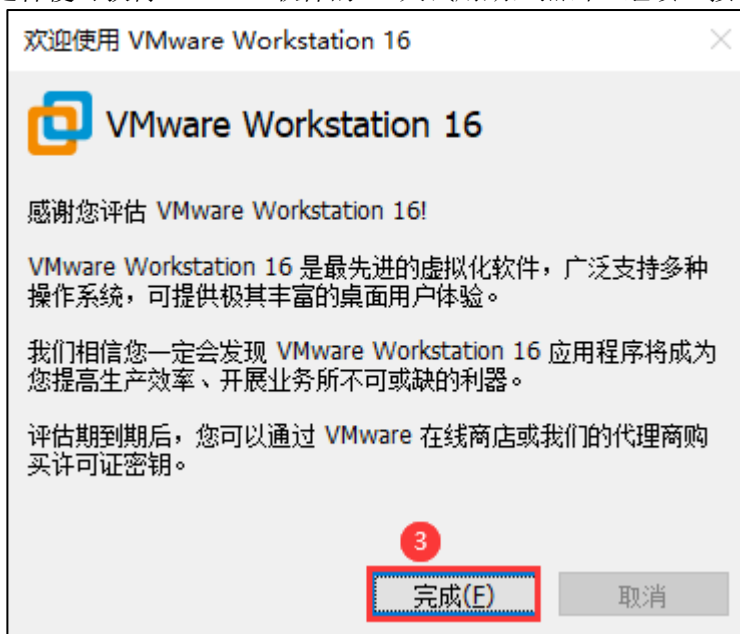 欢迎使用 VMware Workstation 16
VMware Workstation 16
感谢您评估 VMware Workstation 16!
VMware Workstation 16 是最先进的虚拟化软件，广泛支持多种
操作系统，可提供极其丰富的桌面用户体验。
我们相信您一定会发现 VMware Workstation 16 应用程序将成为
您提高生产效率、开展业务所不可或缺的利器。
评估期到期后，您可以通过 VMware 在线商店或我们的代理商购
买许可证密钥。
3
完成(F) 取消